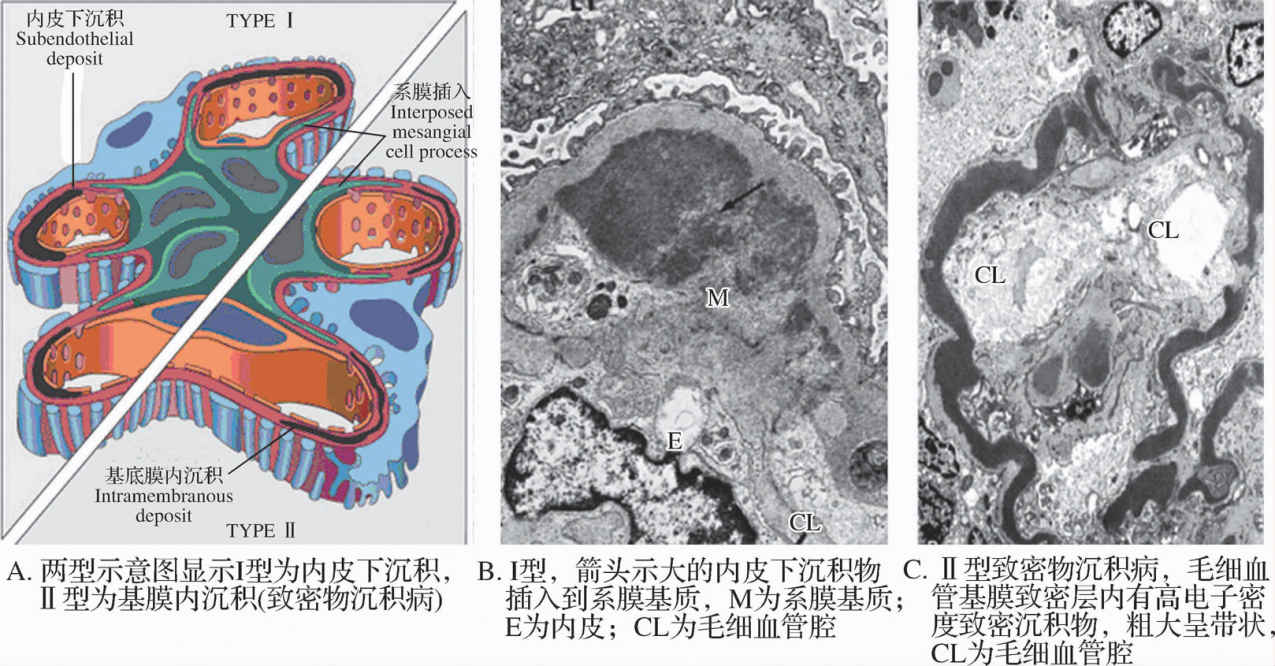 TYPE I
内皮下沉积
Subendothelial
deposit
系膜插入
Interposed
mesangial
cell process
基底膜内沉积
Intramembranous
deposit
TYPE II
M
E
CL
CL
CL
A. 两型示意图显示I型为内皮下沉积，
II 型为基膜内沉积(致密物沉积病)
B. I型，箭头示大的内皮下沉积物
插入到系膜基质，M为系膜基质；
E为内皮；CL为毛细血管腔
C. II 型致密物沉积病，毛细血
管基膜致密层内有高电子密
度致密沉积物，粗大呈带状，
CL为毛细血管腔